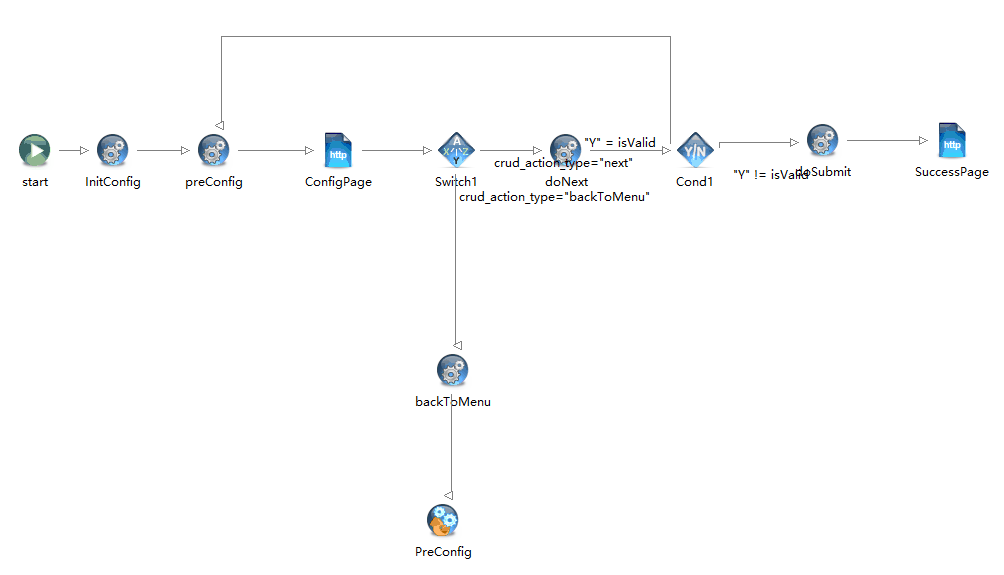 "Y" = isValid
crud_action_type="next"
start
InitConfig
preConfig
http
ConfigPage
A
X Y Z
Y
Switch1
doNext
Y/N
Cond1
"Y" != isValid
doSubmit
http
SuccessPage
crud_action_type="backToMenu"
backToMenu
PreConfig